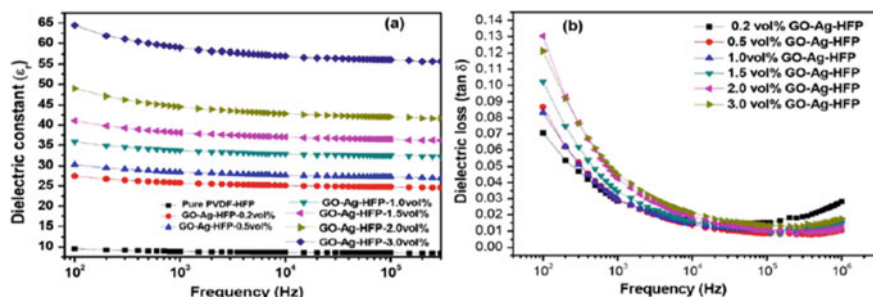 (a)
Dielectric constant (εr)
65
60
55
50
45
40
35
30
25
20
15
10
Pure PVDF-HFP
GO-Ag-HFP-0.2vol%
GO-Ag-HFP-0.5vol%
GO-Ag-HFP-1.0vol%
GO-Ag-HFP-1.5vol%
GO-Ag-HFP-2.0vol%
GO-Ag-HFP-3.0vol%
10² 10³ 10⁴ 10⁵
Frequency (Hz)
(b)
Dielectric loss (tan δ)
0.14
0.13
0.12
0.11
0.10
0.09
0.08
0.07
0.06
0.05
0.04
0.03
0.02
0.01
0.00
0.2 vol% GO-Ag-HFP
0.5 vol% GO-Ag-HFP
1.0vol% GO-Ag-HFP
1.5 vol% GO-Ag-HFP
2.0 vol% GO-Ag-HFP
3.0 vol% GO-Ag-HFP
10² 10³ 10⁴ 10⁵ 10⁶
Frequency (Hz)